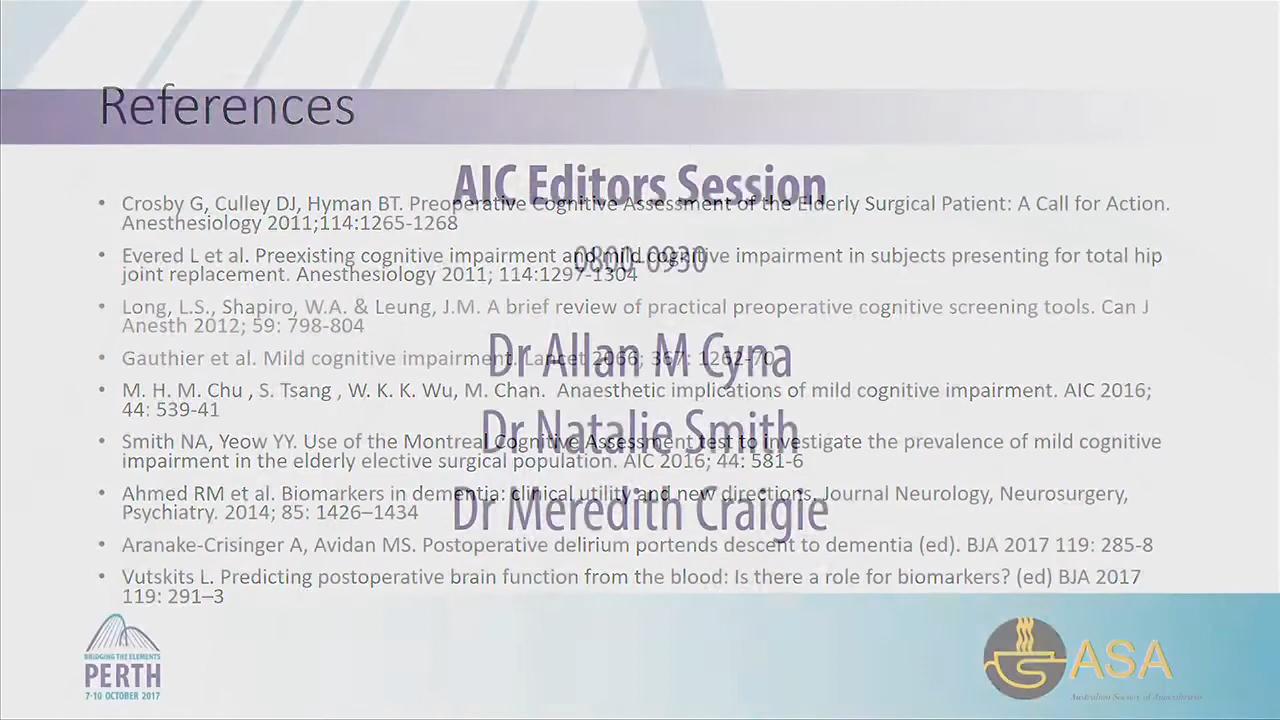 References
AIC Editors Session
• Crosby G, Culley DJ, Hyman BT. Preoperative Cognitive Assessment of the Elderly Surgical Patient: A Call for Action.
Anesthesiology 2011;114:1265-1268
• Evered L et al. Preexisting cognitive impairment and mild cognitive impairment in subjects presenting for total hip
0800-0930
joint replacement. Anesthesiology 2011; 114:1297-1304
• Long, L.S., Shapiro, W.A. & Leung, J.M. A brief review of practical preoperative cognitive screening tools. Can J
Anesth 2012; 59: 798-804
• Gauthier et al. Mild cognitive impairment. Lancet 2066; 367: 1262-70
Dr Allan M Cyna
• M. H. M. Chu , S. Tsang , W. K. K. Wu, M. Chan. Anaesthetic implications of mild cognitive impairment. AIC 2016;
44: 539-41
Dr Natalie Smith
• Smith NA, Yeow YY. Use of the Montreal Cognitive Assessment test to investigate the prevalence of mild cognitive
impairment in the elderly elective surgical population. AIC 2016; 44: 581-6
• Ahmed RM et al. Biomarkers in dementia: clinical utility and new directions. Journal Neurology, Neurosurgery,
Psychiatry. 2014; 85: 1426–1434
Dr Meredith Craigie
• Aranake-Crisinger A, Avidan MS. Postoperative delirium portends descent to dementia (ed). BJA 2017 119: 285-8
• Vutskits L. Predicting postoperative brain function from the blood: Is there a role for biomarkers? (ed) BJA 2017
119: 291–3
BRIDGING THE ELEMENTS
PERTH
7-10 OCTOBER 2017
ASA
Australian Society of Anaesthetists